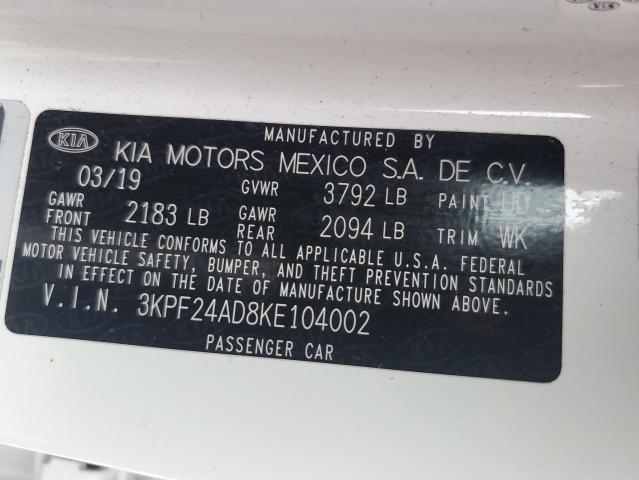 KIA
MANUFACTURED BY
KIA MOTORS MEXICO S.A. DE C.V.
03/19 GVWR 3792 LB PAINT UD
GAWR FRONT 2183 LB GAWR REAR 2094 LB TRIM WK
THIS VEHICLE CONFORMS TO ALL APPLICABLE U.S.A. FEDERAL
MOTOR VEHICLE SAFETY, BUMPER, AND THEFT PREVENTION STANDARDS
IN EFFECT ON THE DATE OF MANUFACTURE SHOWN ABOVE.
V.I.N. 3KPF24AD8KE104002
PASSENGER CAR